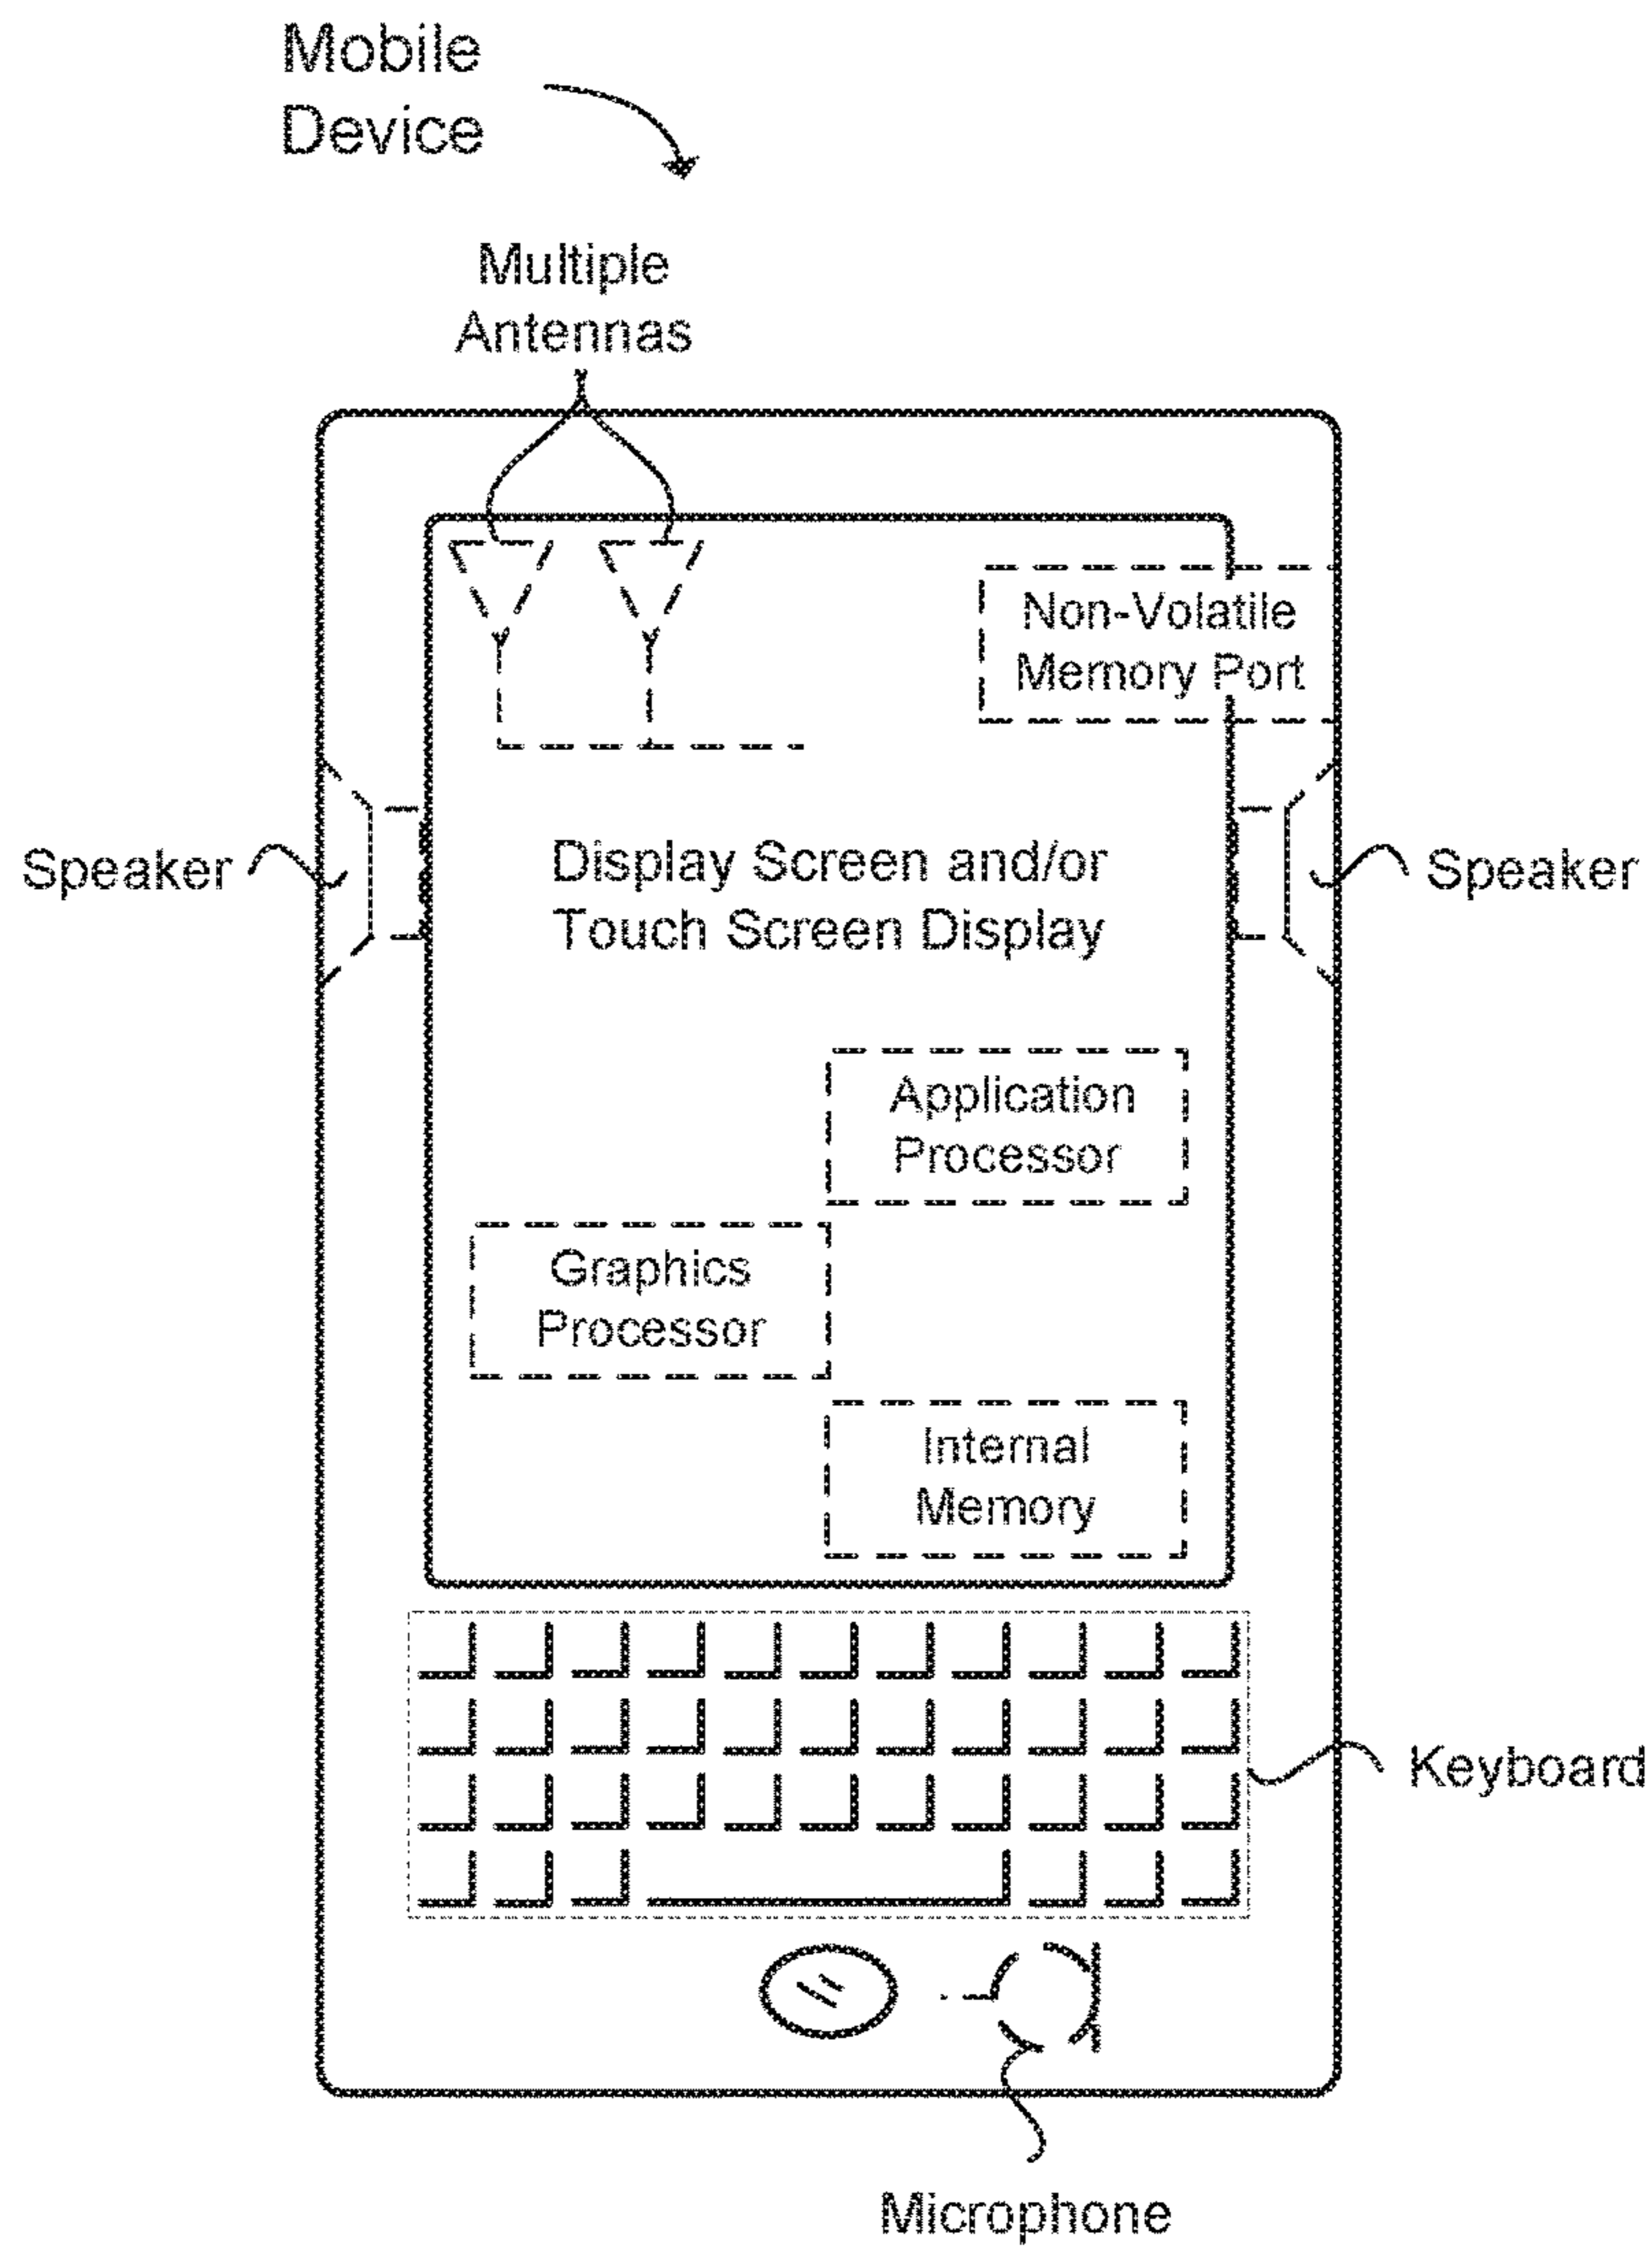 Mobile
Device
Multiple
Antennas
Non-Volatile
Memory Port
Speaker
Display Screen and/or
Touch Screen Display
Speaker
Application
Processor
Graphics
Processor
Internal
Memory
Keyboard
Microphone